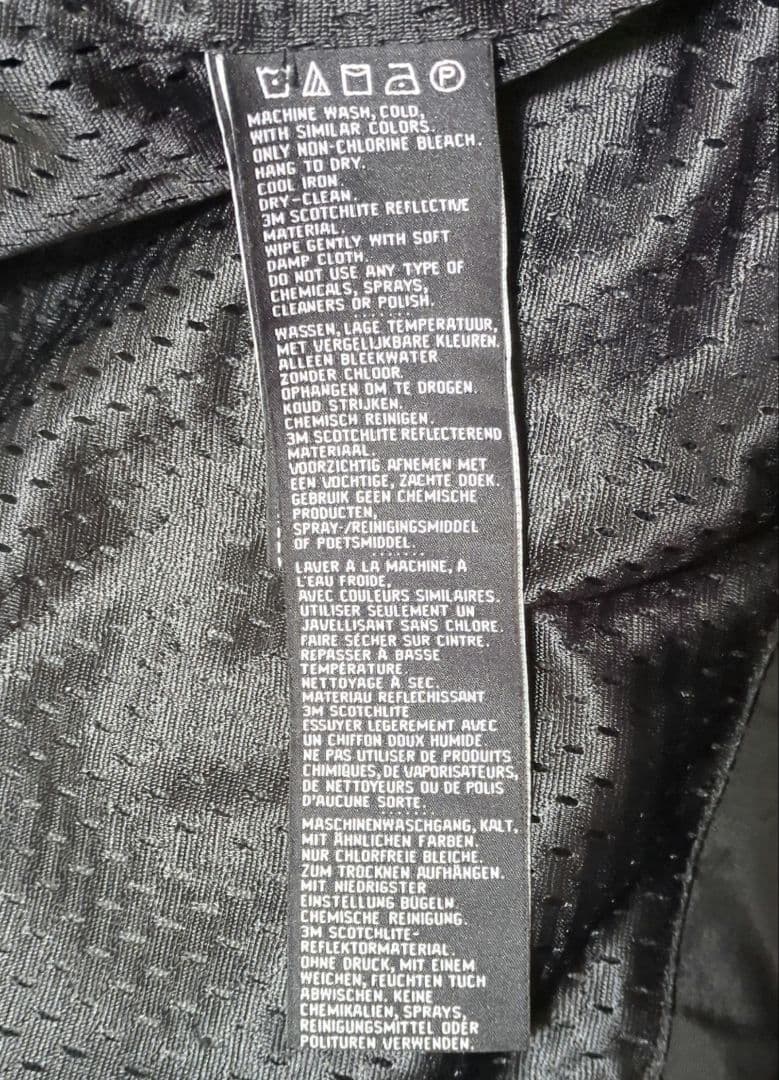 P
MACHINE WASH, COLD,
WITH SIMILAR COLORS.
ONLY NON-CHLORINE BLEACH.
HANG TO DRY.
COOL IRON.
DRY-CLEAN.
3M SCOTCHLITE REFLECTIVE
MATERIAL.
WIPE GENTLY WITH SOFT
DAMP CLOTH.
DO NOT USE ANY TYPE OF
CHEMICALS, SPRAYS,
CLEANERS OR POLISH.
WASSEN, LAGE TEMPERATUUR,
MET VERGELIJKBARE KLEUREN.
ALLEEN BLEEKWATER
ZONDER CHLOOR.
OPHANGEN OM TE DROGEN.
KOUD STRIJKEN.
CHEMISCH REINIGEN.
3M SCOTCHLITE REFLECTEREND
MATERIAAL.
VOORZICHTIG AFNEMEN MET
EEN VOCHTIGE, ZACHTE DOEK.
GEBRUIK GEEN CHEMISCHE
PRODUCTEN,
SPRAY-/REINIGINGSMIDDEL
OF POETSMIDDEL.
LAVER À LA MACHINE, À
L'EAU FROIDE,
AVEC COULEURS SIMILAIRES.
UTILISER SEULEMENT UN
JAVELLISANT SANS CHLORE.
FAIRE SÉCHER SUR CINTRE.
REPASSER À BASSE
TEMPÉRATURE.
NETTOYAGE À SEC.
MATERIAU REFLECHISSANT
3M SCOTCHLITE
ESSUYER LEGEREMENT AVEC
UN CHIFFON DOUX HUMIDE.
NE PAS UTILISER DE PRODUITS
CHIMIQUES, DE VAPORISATEURS,
DE NETTOYEURS OU DE POLIS
D'AUCUNE SORTE.
MASCHINENWASCHGANG, KALT,
MIT ÄHNLICHEN FARBEN.
NUR CHLORFREIE BLEICHE.
ZUM TROCKNEN AUFHÄNGEN.
MIT NIEDRIGSTER
EINSTELLUNG BÜGELN.
CHEMISCHE REINIGUNG.
3M SCOTCHLITE-
REFLEKTORMATERIAL.
OHNE DRUCK, MIT EINEM
WEICHEN, FEUCHTEN TUCH
ABWISCHEN. KEINE
CHEMIKALIEN, SPRAYS,
REINIGUNGSMITTEL ODER
POLITUREN VERWENDEN.